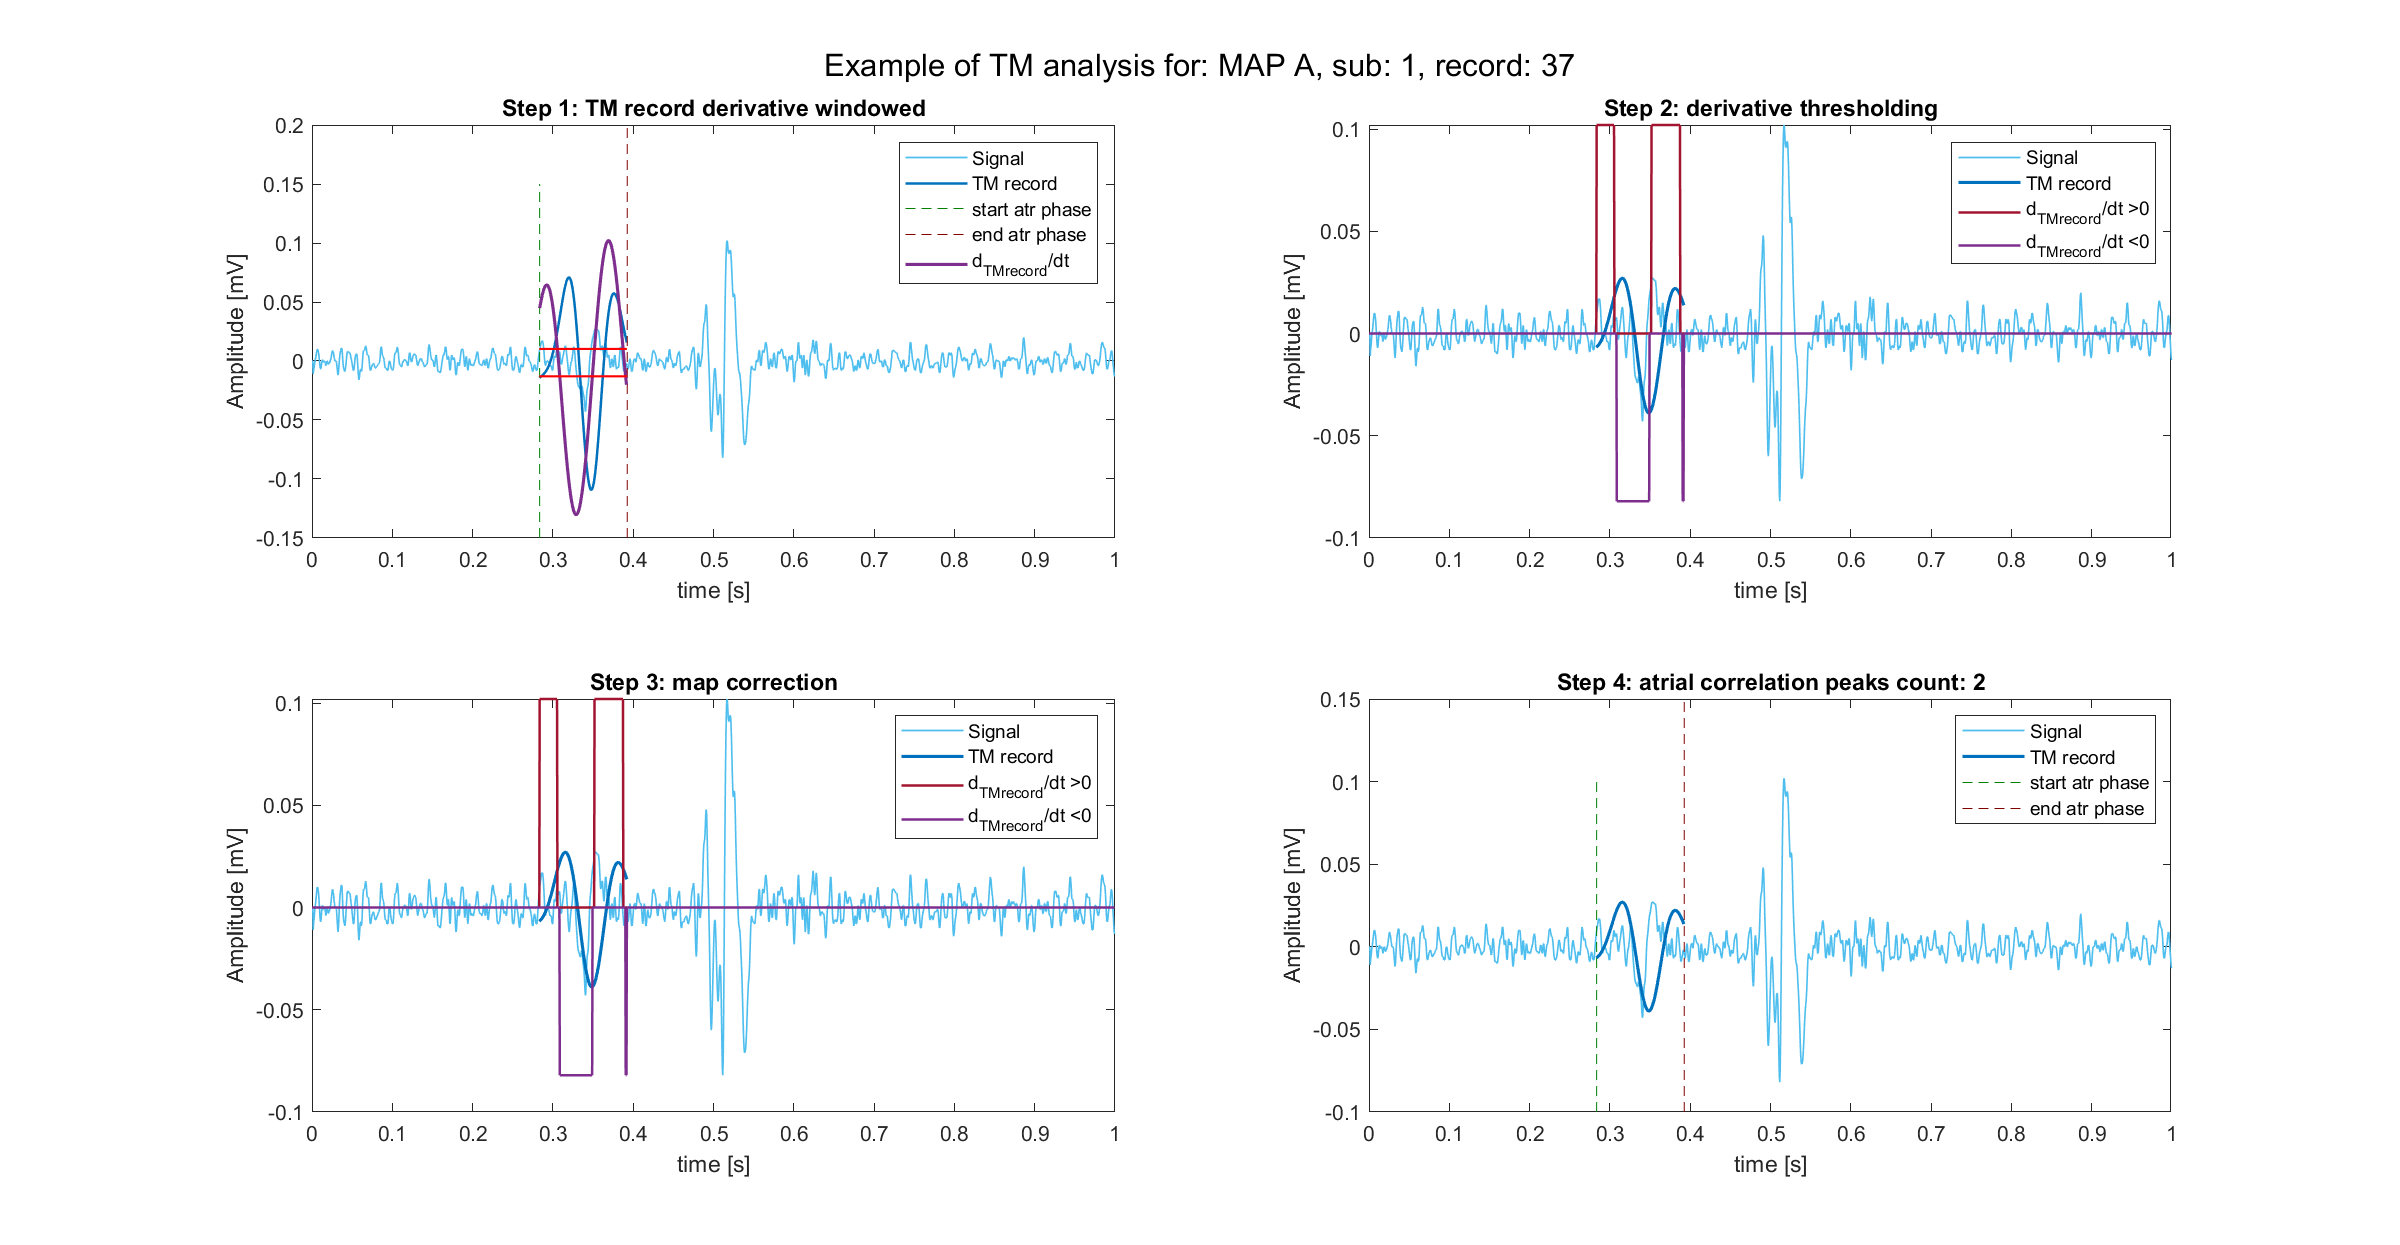 Example of TM analysis for: MAP A, sub: 1, record: 37
Step 1: TM record derivative windowed
0.2
0.15
0.1
0.05
0
-0.05
-0.1
-0.15
Amplitude [mV]
0 0.1 0.2 0.3 0.4 0.5 0.6 0.7 0.8 0.9 1
time [s]
Signal
TM record
start atr phase
end atr phase
dTMrecord/dt
Step 2: derivative thresholding
0.1
0.05
0
-0.05
-0.1
Amplitude [mV]
0 0.1 0.2 0.3 0.4 0.5 0.6 0.7 0.8 0.9 1
time [s]
Signal
TM record
dTMrecord/dt >0
dTMrecord/dt <0
Step 3: map correction
0.1
0.05
0
-0.05
-0.1
Amplitude [mV]
0 0.1 0.2 0.3 0.4 0.5 0.6 0.7 0.8 0.9 1
time [s]
Signal
TM record
dTMrecord/dt >0
dTMrecord/dt <0
Step 4: atrial correlation peaks count: 2
0.15
0.1
0.05
0
-0.05
-0.1
Amplitude [mV]
0 0.1 0.2 0.3 0.4 0.5 0.6 0.7 0.8 0.9 1
time [s]
Signal
TM record
start atr phase
end atr phase